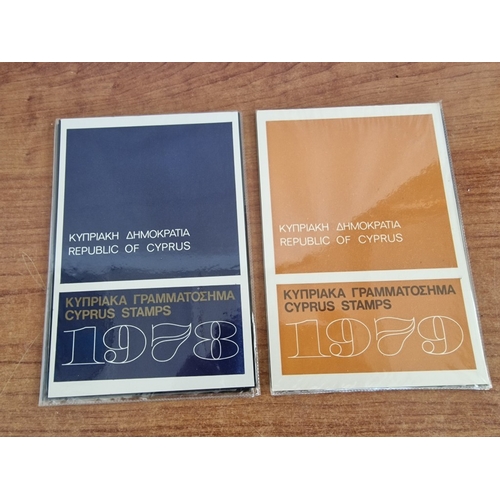 ΚΥΠΡΙΑΚΗ ΔΗΜΟΚΡΑΤΙΑ
REPUBLIC OF CYPRUS
ΚΥΠΡΙΑΚΑ ΓΡΑΜΜΑΤΟΣΗΜΑ
CYPRUS STAMPS
1978
ΚΥΠΡΙΑΚΗ ΔΗΜΟΚΡΑΤΙΑ
REPUBLIC OF CYPRUS
ΚΥΠΡΙΑΚΑ ΓΡΑΜΜΑΤΟΣΗΜΑ
CYPRUS STAMPS
1979